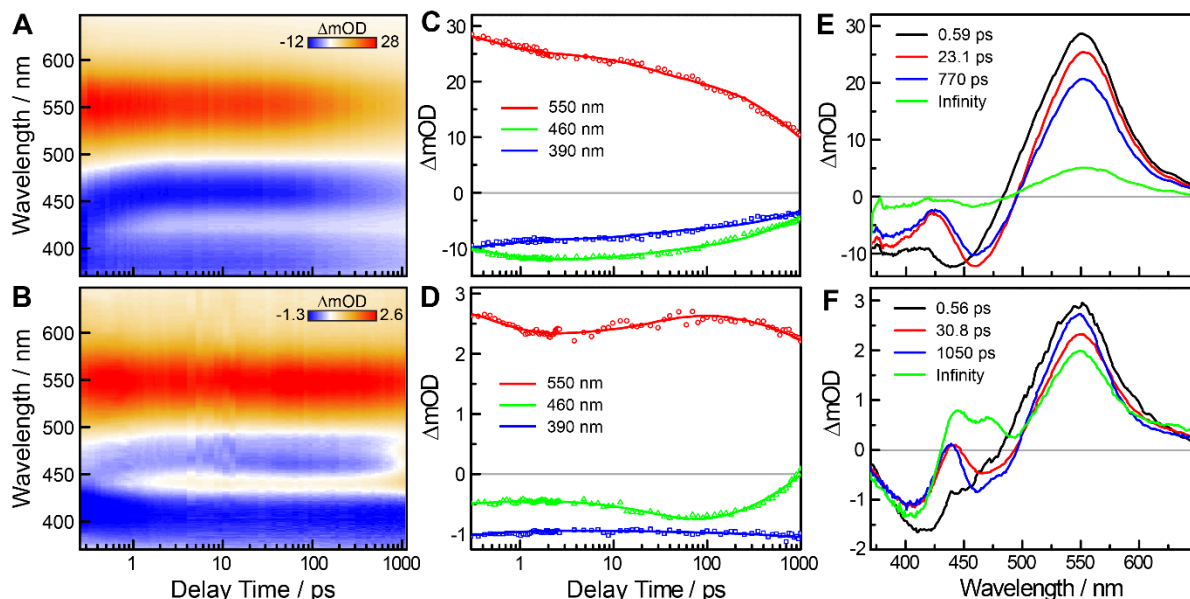 A
Wavelength / nm
600
550
500
450
400
ΔmOD
-12
28
B
Wavelength / nm
600
550
500
450
400
ΔmOD
-1.3
2.6
1
10
100
1000
Delay Time / ps
C
ΔmOD
30
20
10
0
-10
550 nm
460 nm
390 nm
D
ΔmOD
3
2
1
0
-1
550 nm
460 nm
390 nm
1
10
100
1000
Delay Time / ps
E
ΔmOD
30
20
10
0
-10
0.59 ps
23.1 ps
770 ps
Infinity
F
ΔmOD
3
2
1
0
-1
-2
0.56 ps
30.8 ps
1050 ps
Infinity
400
450
500
550
600
Wavelength / nm